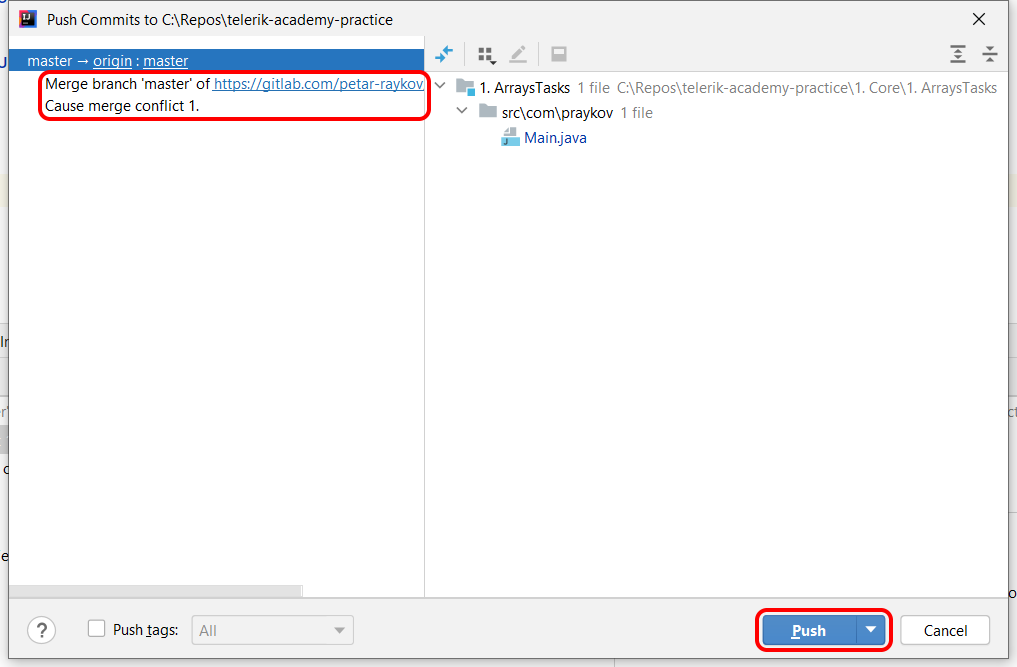 Push Commits to C:\Repos\telerik-academy-practice
master → origin : master
Merge branch 'master' of https://gitlab.com/petar-raykov
Cause merge conflict 1.
1. ArraysTasks 1 file C:\Repos\telerik-academy-practice\1. Core\1. ArraysTasks
src\com\praykov 1 file
Main.java
? Push tags: All
Push Cancel